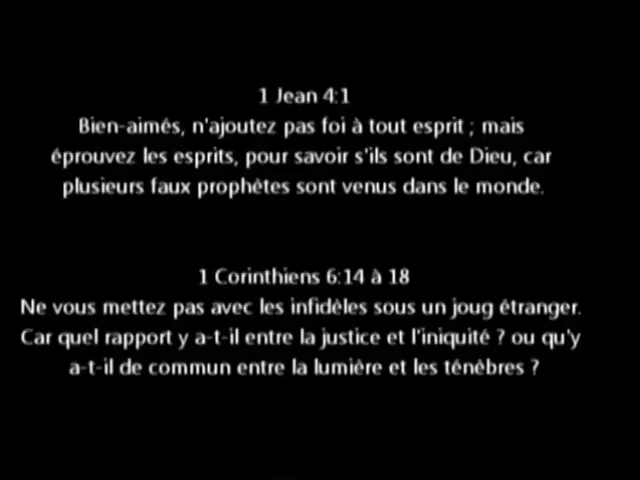 1 Jean 4:1
Bien-aimés, n'ajoutez pas foi à tout esprit ; mais
éprouvez les esprits, pour savoir s'ils sont de Dieu, car
plusieurs faux prophètes sont venus dans le monde.
1 Corinthiens 6:14 à 18
Ne vous mettez pas avec les infidèles sous un joug étranger.
Car quel rapport y a-t-il entre la justice et l'iniquité ? ou qu'y
a-t-il de commun entre la lumière et les ténèbres ?